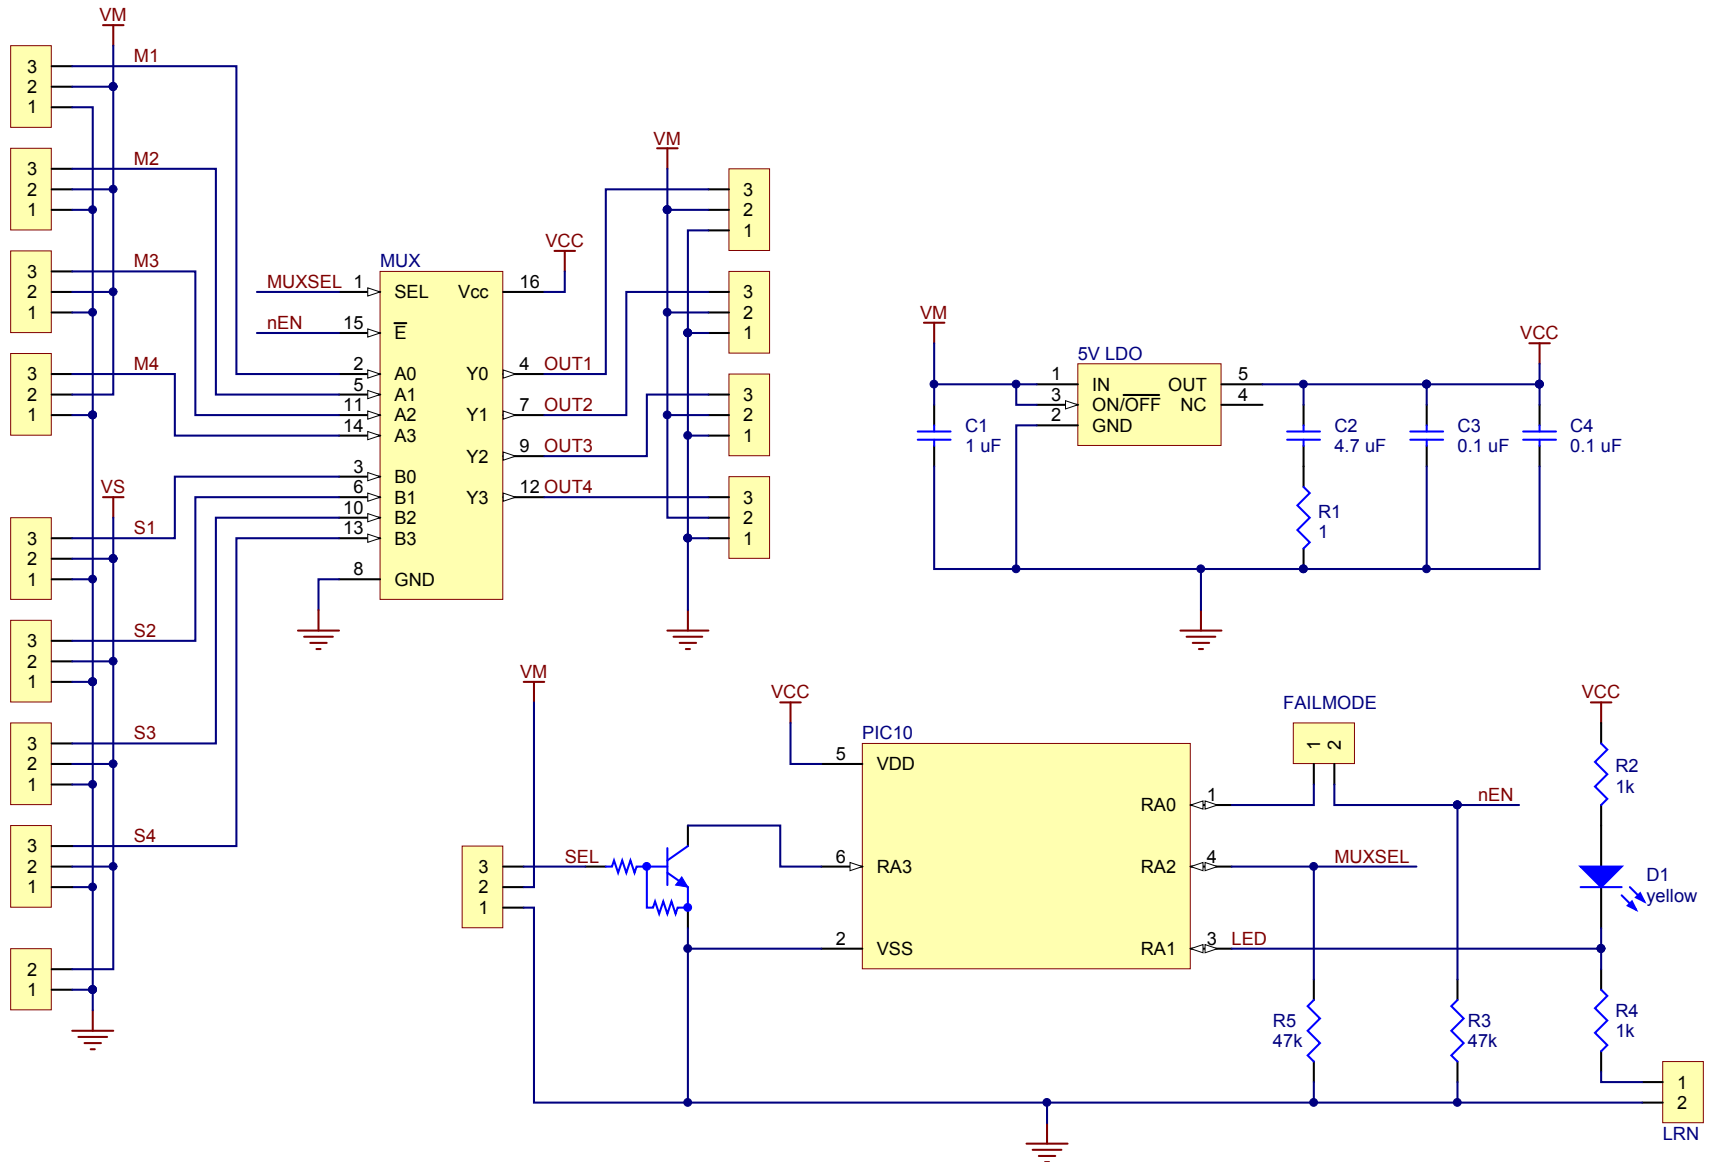 VM
3 M1
2
1
3 M2
2
1
3 M3
2
1
3 M4
2
1
VS
3 S1
2
1
3 S2
2
1
3 S3
2
1
3 S4
2
1
2
1
MUX
VCC
MUXSEL 1 SEL Vcc 16
nEN 15 E
2 A0 Y0 4 OUT1
5 A1
11 A2 Y1 7 OUT2
14 A3
Y2 9 OUT3
3 B0
6 B1 Y3 12 OUT4
10 B2
13 B3
8 GND
VM
3
2
1
3
2
1
3
2
1
3
2
1
VM
VCC
5V LDO
1 IN OUT 5
3 ON/OFF NC 4
2 GND
C1
1 uF
C2
4.7 uF
C3
0.1 uF
C4
0.1 uF
R1
1
VM
VCC
FAILMODE
1 2
VCC
PIC10
5 VDD
RA0 1 nEN
R2
1k
3 SEL
2
1
6 RA3 RA2 4 MUXSEL
D1
yellow
2 VSS RA1 3 LED
R5
47k
R3
47k
R4
1k
1
2
LRN